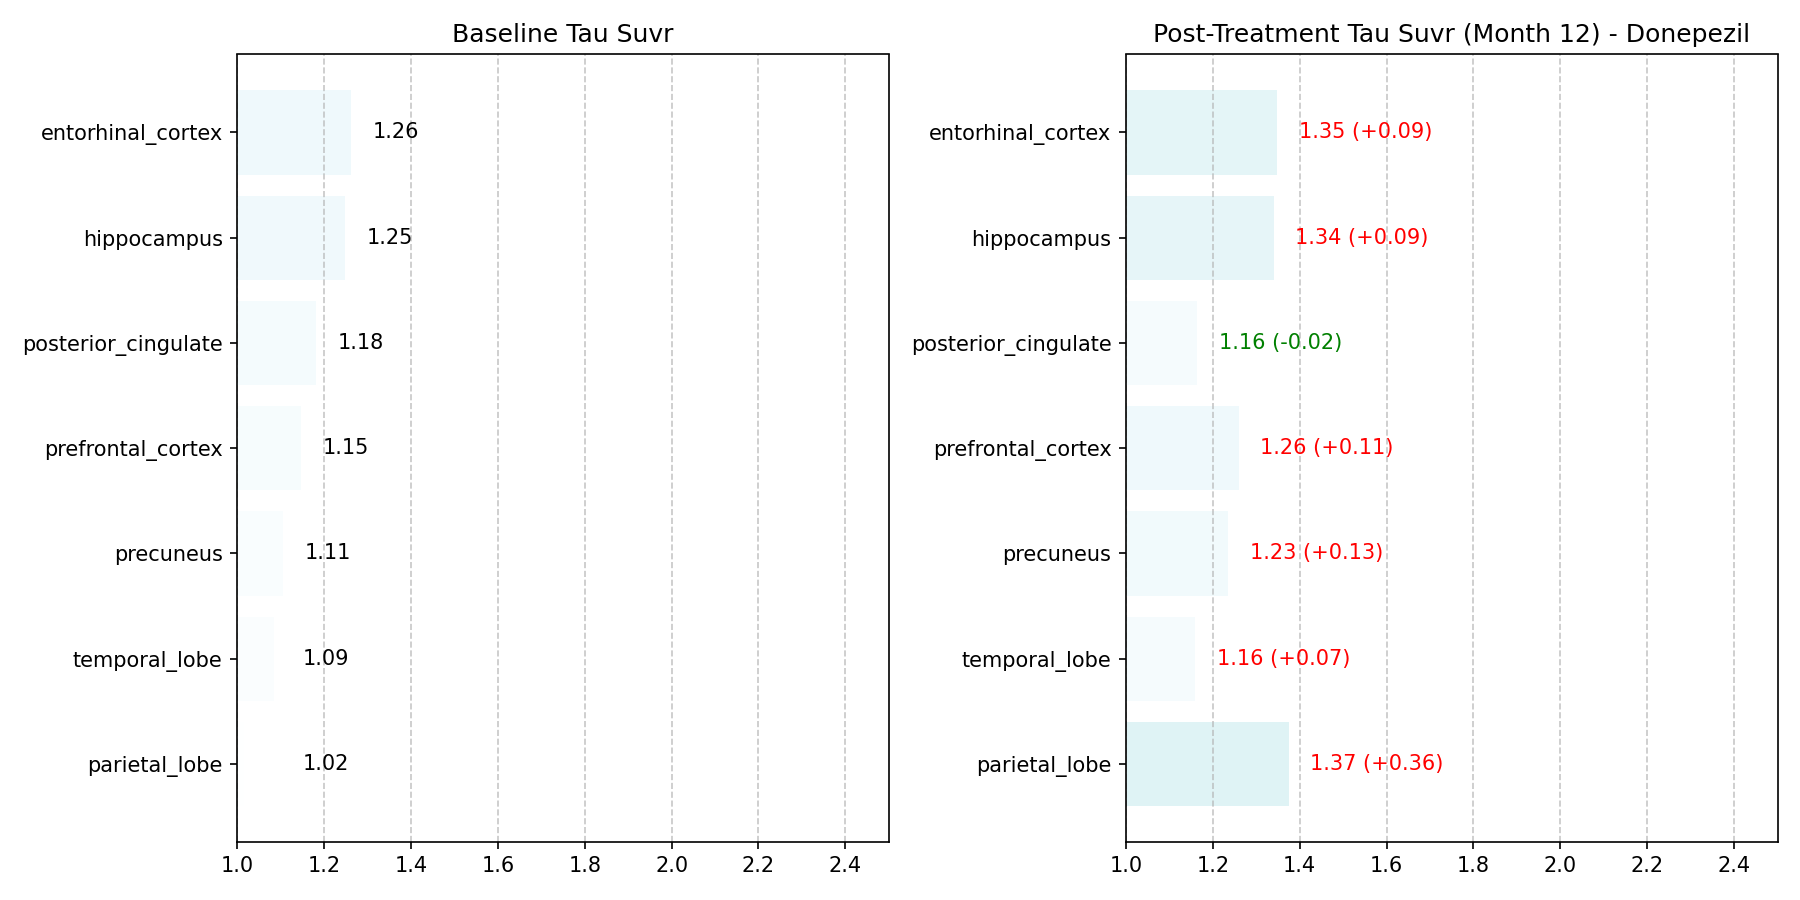 Baseline Tau Suvr
entorhinal_cortex 1.26
hippocampus 1.25
posterior_cingulate 1.18
prefrontal_cortex 1.15
precuneus 1.11
temporal_lobe 1.09
parietal_lobe 1.02
1.0 1.2 1.4 1.6 1.8 2.0 2.2 2.4
Post-Treatment Tau Suvr (Month 12) - Donepezil
entorhinal_cortex 1.35 (+0.09)
hippocampus 1.34 (+0.09)
posterior_cingulate 1.16 (-0.02)
prefrontal_cortex 1.26 (+0.11)
precuneus 1.23 (+0.13)
temporal_lobe 1.16 (+0.07)
parietal_lobe 1.37 (+0.36)
1.0 1.2 1.4 1.6 1.8 2.0 2.2 2.4